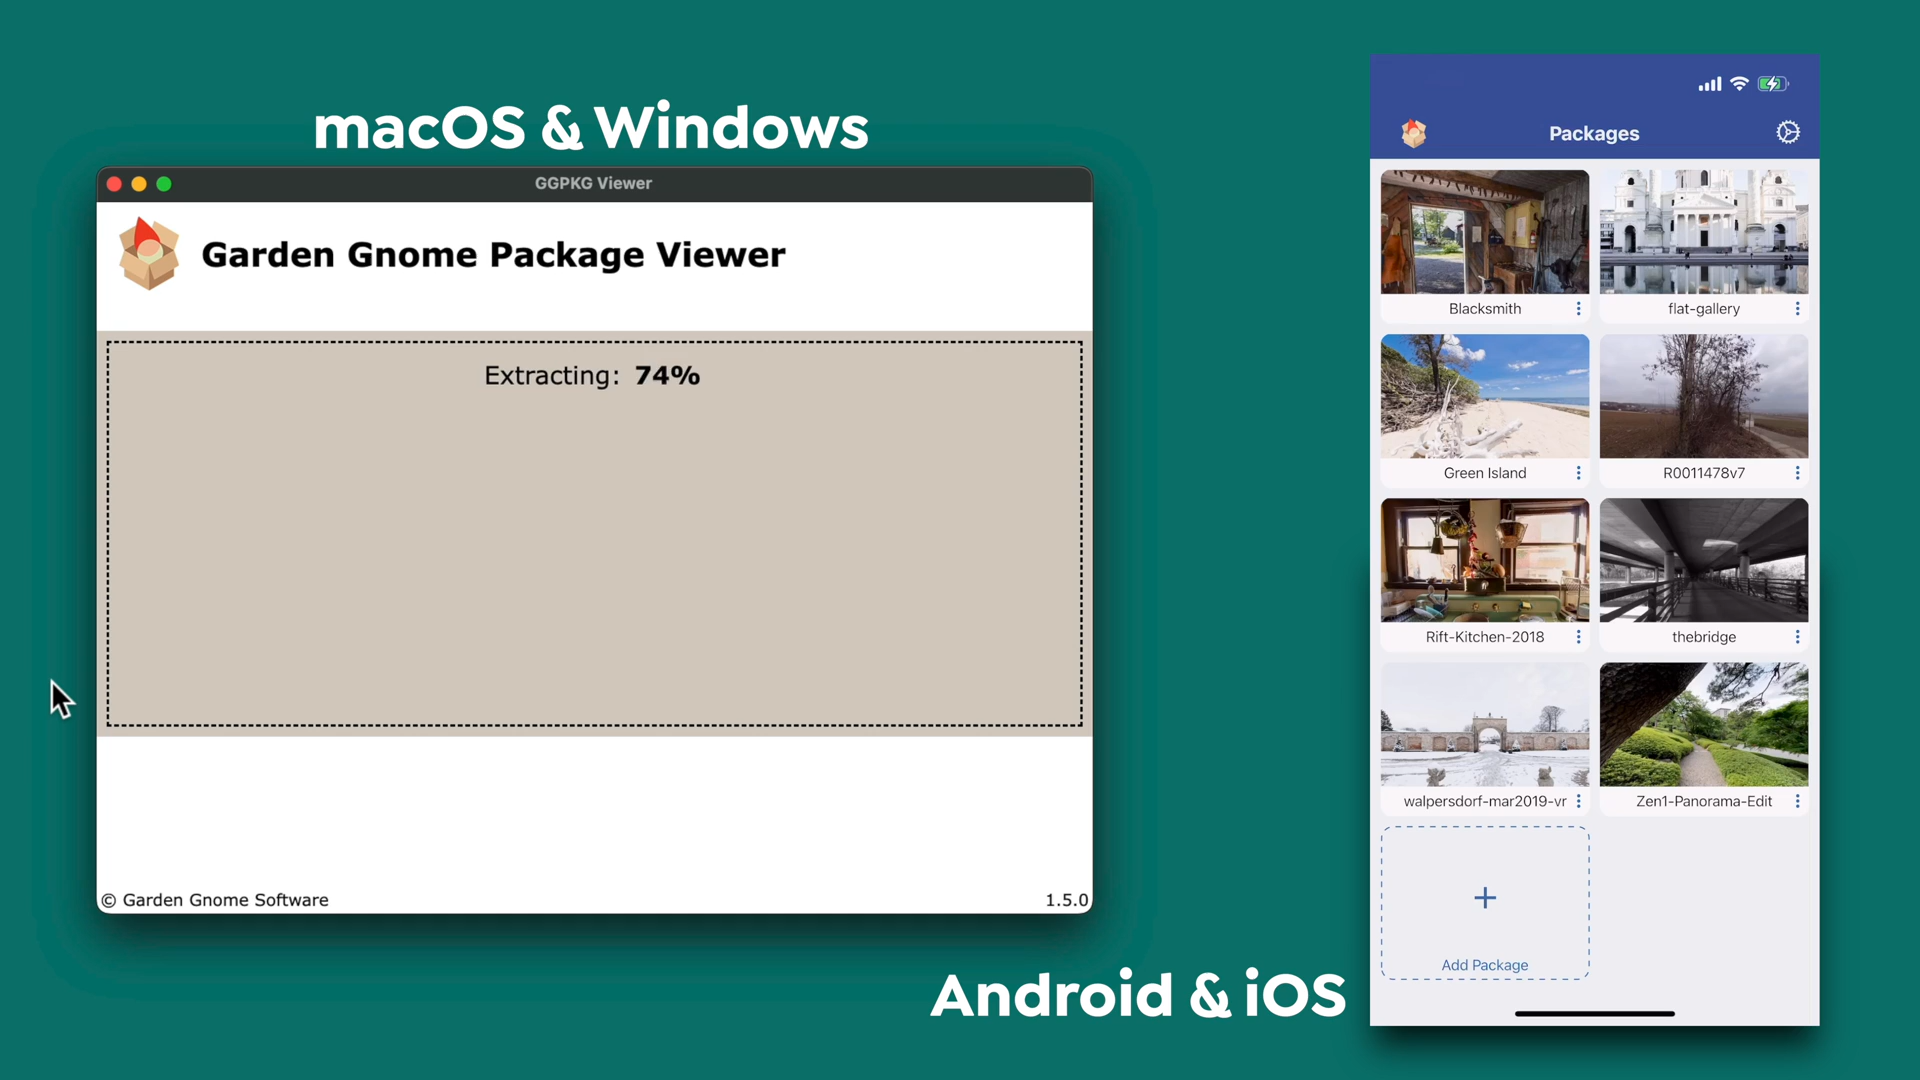 macOS & Windows
GGPKG Viewer
Garden Gnome Package Viewer
Extracting: 74%
© Garden Gnome Software
1.5.0
Android & iOS
Packages
Blacksmith
flat-gallery
Green Island
R0011478v7
Rift-Kitchen-2018
thebridge
walpersdorf-mar2019-vr
Zen1-Panorama-Edit
+
Add Package